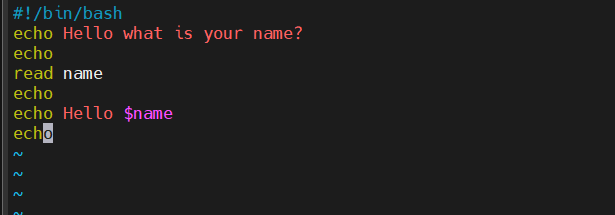 #!/bin/bash
echo Hello what is your name?
echo
read name
echo
echo Hello $name
echo
~
~
~
~